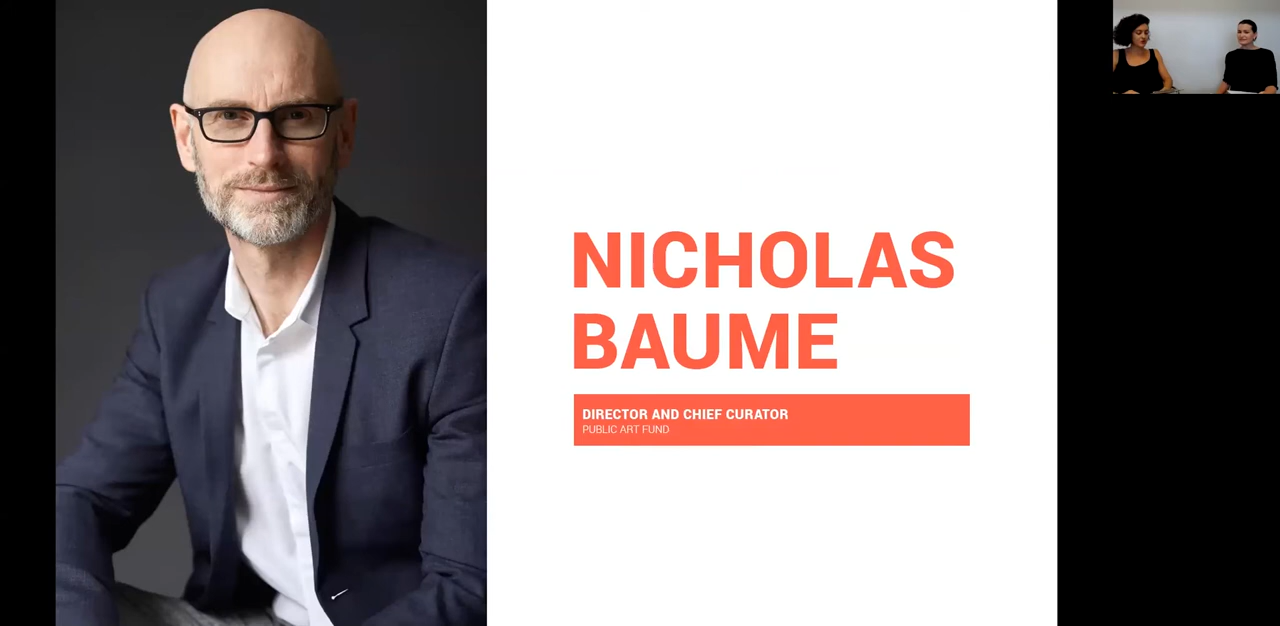 NICHOLAS
BAUME
DIRECTOR AND CHIEF CURATOR
PUBLIC ART FUND